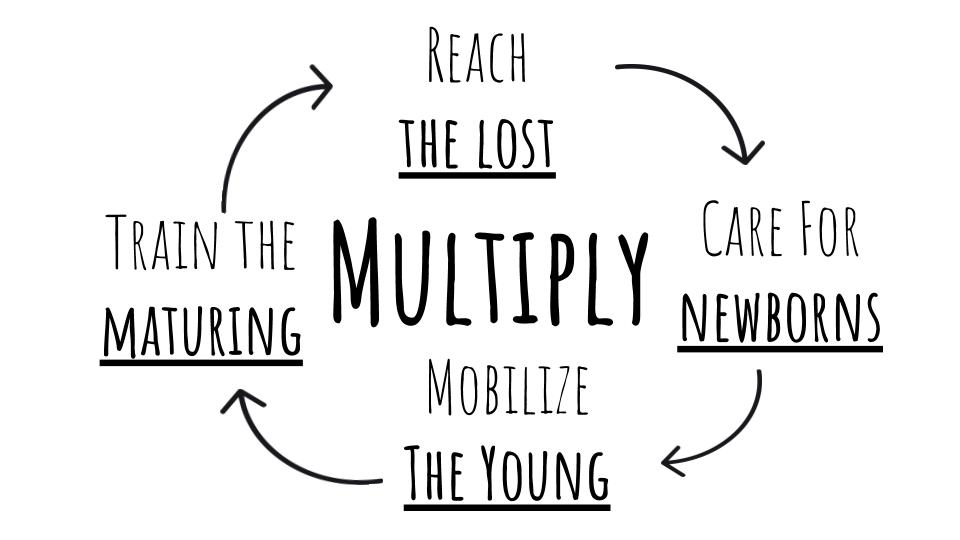 Reach
the lost
Care For
newborns
Multiply
Mobilize
The Young
Train the
maturing